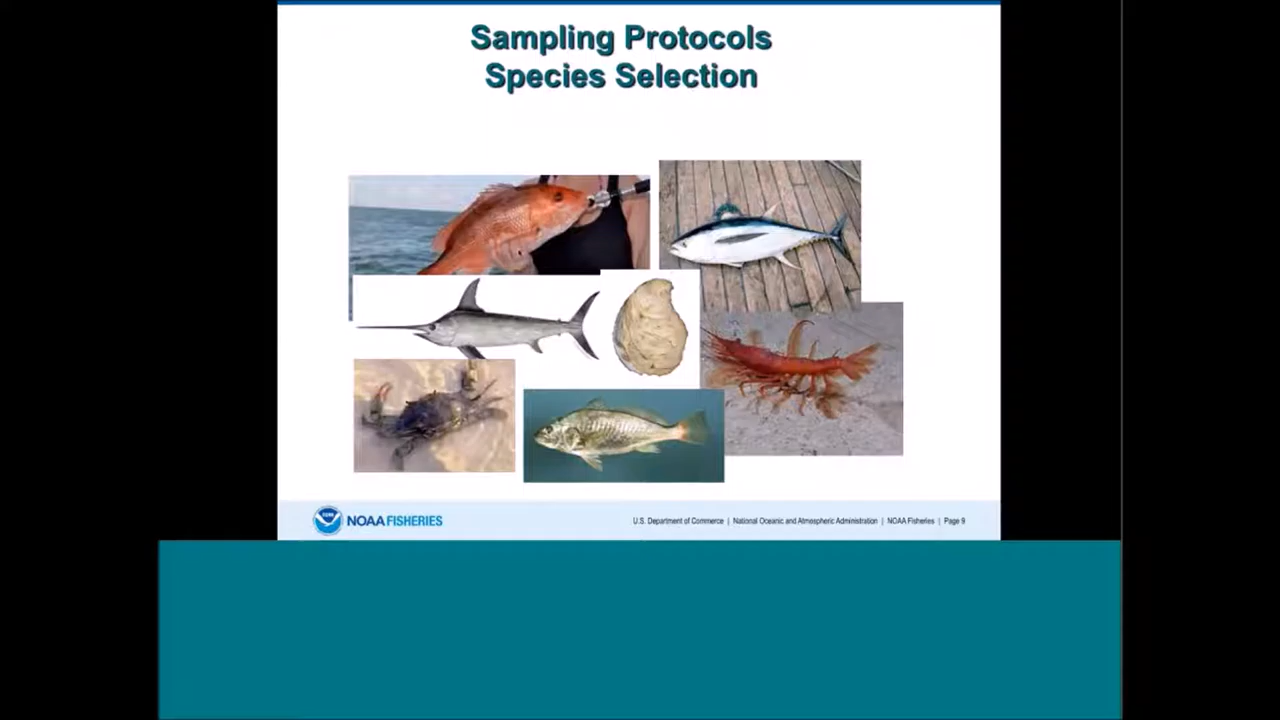 Sampling Protocols
Species Selection
NOAA FISHERIES
U.S. Department of Commerce | National Oceanic and Atmospheric Administration | NOAA Fisheries | Page 9